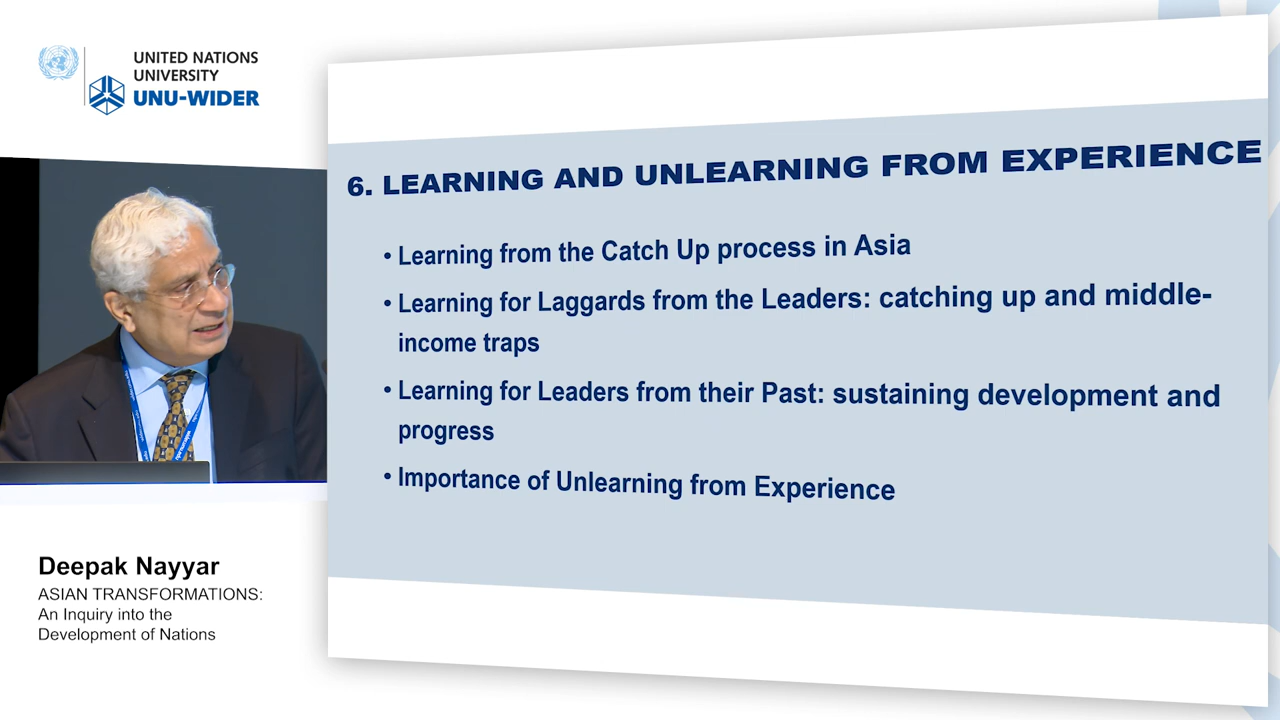 UNITED NATIONS
UNIVERSITY
UNU-WIDER
6. LEARNING AND UNLEARNING FROM EXPERIENCE
• Learning from the Catch Up process in Asia
• Learning for Laggards from the Leaders: catching up and middle-
income traps
• Learning for Leaders from their Past: sustaining development and
progress
• Importance of Unlearning from Experience
Deepak Nayyar
ASIAN TRANSFORMATIONS:
An Inquiry into the
Development of Nations